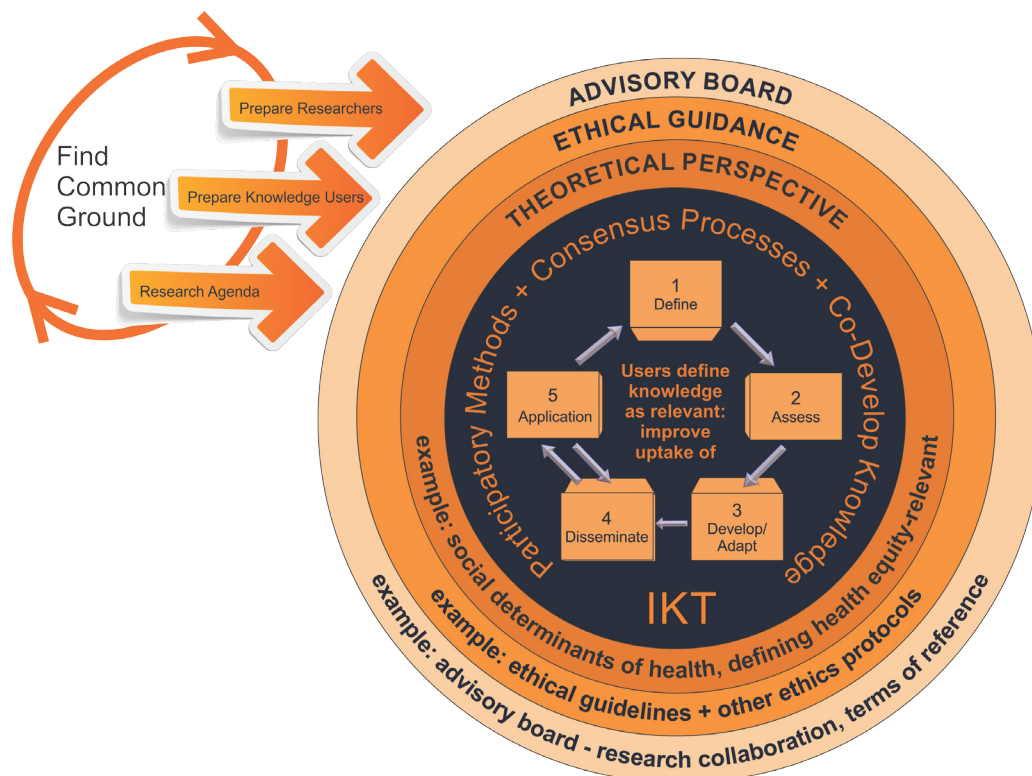 Find
Common
Ground
Prepare Researchers
Prepare Knowledge Users
Research Agenda
ADVISORY BOARD
ETHICAL GUIDANCE
THEORETICAL PERSPECTIVE
Participatory Methods + Consensus Processes + Co-Develop Knowledge
1
Define
2
Assess
3
Develop/
Adapt
4
Disseminate
5
Application
Users define
knowledge
as relevant:
improve
uptake of
IKT
example: social determinants of health, defining health equity-relevant
example: ethical guidelines + other ethics protocols
example: advisory board - research collaboration, terms of reference